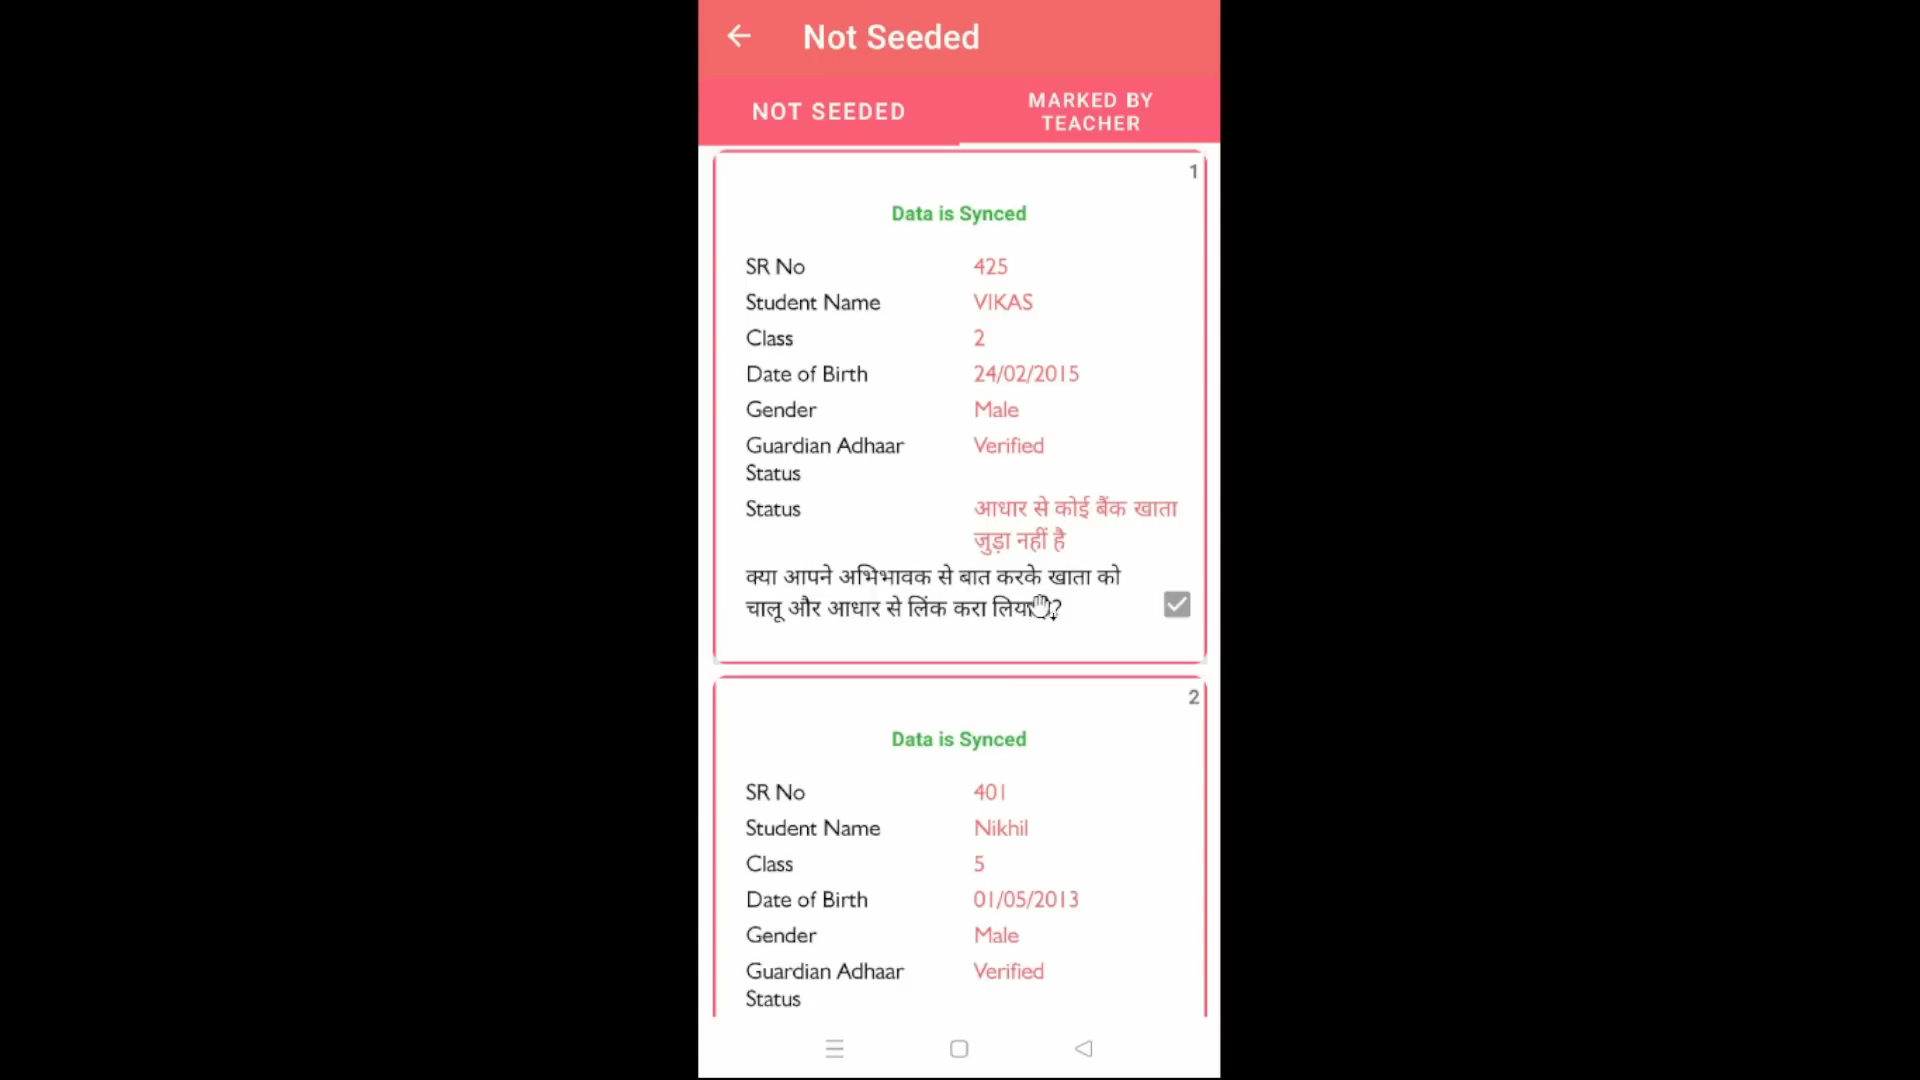 Not Seeded
NOT SEEDED
MARKED BY
TEACHER
1
Data is Synced
SR No 425
Student Name VIKAS
Class 2
Date of Birth 24/02/2015
Gender Male
Guardian Adhaar Verified
Status
Status आधार से कोई बैंक खाता
जुड़ा नहीं है
क्या आपने अभिभावक से बात करके खाता को
चालू और आधार से लिंक करा लिया ?
2
Data is Synced
SR No 401
Student Name Nikhil
Class 5
Date of Birth 01/05/2013
Gender Male
Guardian Adhaar Verified
Status